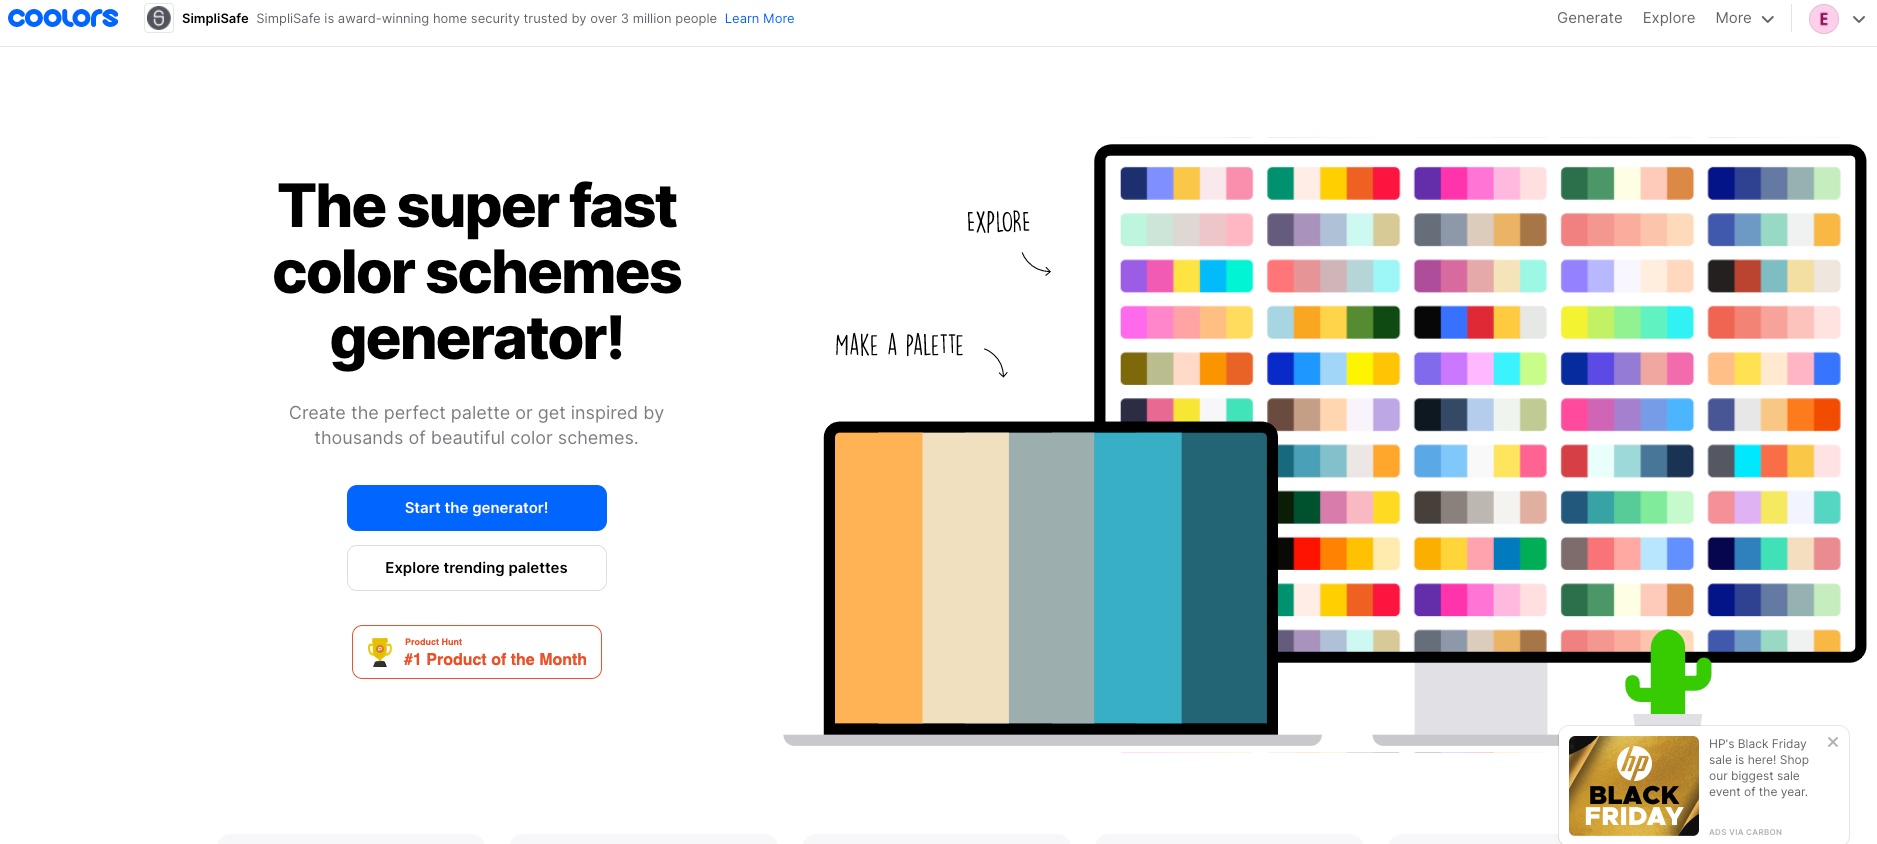 coolors
S SimpliSafe SimpliSafe is award-winning home security trusted by over 3 million people Learn More
Generate Explore More E
The super fast
color schemes
generator!
Create the perfect palette or get inspired by
thousands of beautiful color schemes.
Start the generator!
Explore trending palettes
Product Hunt
#1 Product of the Month
EXPLORE
MAKE A PALETTE
hp
BLACK
FRIDAY
HP's Black Friday
sale is here! Shop
our biggest sale
event of the year.
ADS VIA CARBON